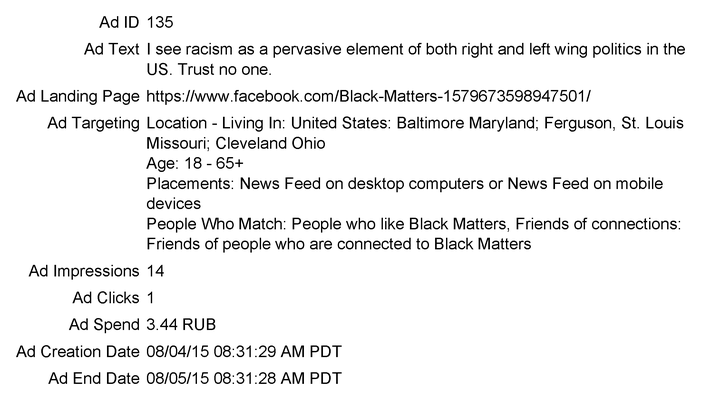 Ad ID 135
Ad Text I see racism as a pervasive element of both right and left wing politics in the
US. Trust no one.
Ad Landing Page https://www.facebook.com/Black-Matters-1579673598947501/
Ad Targeting Location - Living In: United States: Baltimore Maryland; Ferguson, St. Louis
Missouri; Cleveland Ohio
Age: 18 - 65+
Placements: News Feed on desktop computers or News Feed on mobile
devices
People Who Match: People who like Black Matters, Friends of connections:
Friends of people who are connected to Black Matters
Ad Impressions 14
Ad Clicks 1
Ad Spend 3.44 RUB
Ad Creation Date 08/04/15 08:31:29 AM PDT
Ad End Date 08/05/15 08:31:28 AM PDT